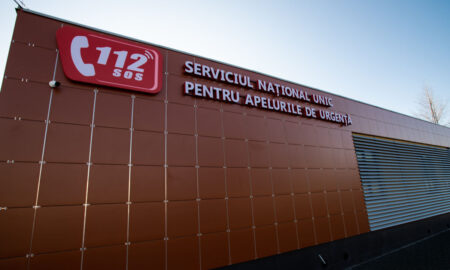 112
SOS
SERVICIUL NAȚIONAL UNIC
PENTRU APELURILE DE URGENȚĂ